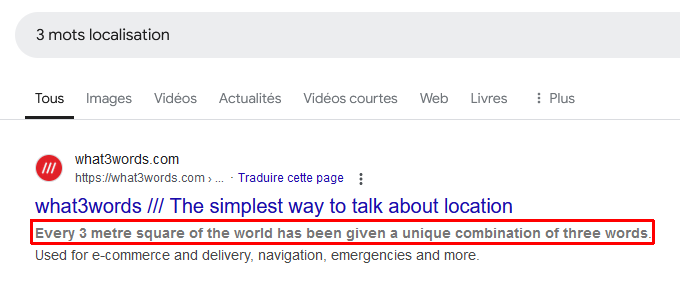 3 mots localisation
Tous Images Vidéos Actualités Vidéos courtes Web Livres Plus
what3words.com
https://what3words.com › ... · Traduire cette page
what3words /// The simplest way to talk about location
Every 3 metre square of the world has been given a unique combination of three words.
Used for e-commerce and delivery, navigation, emergencies and more.